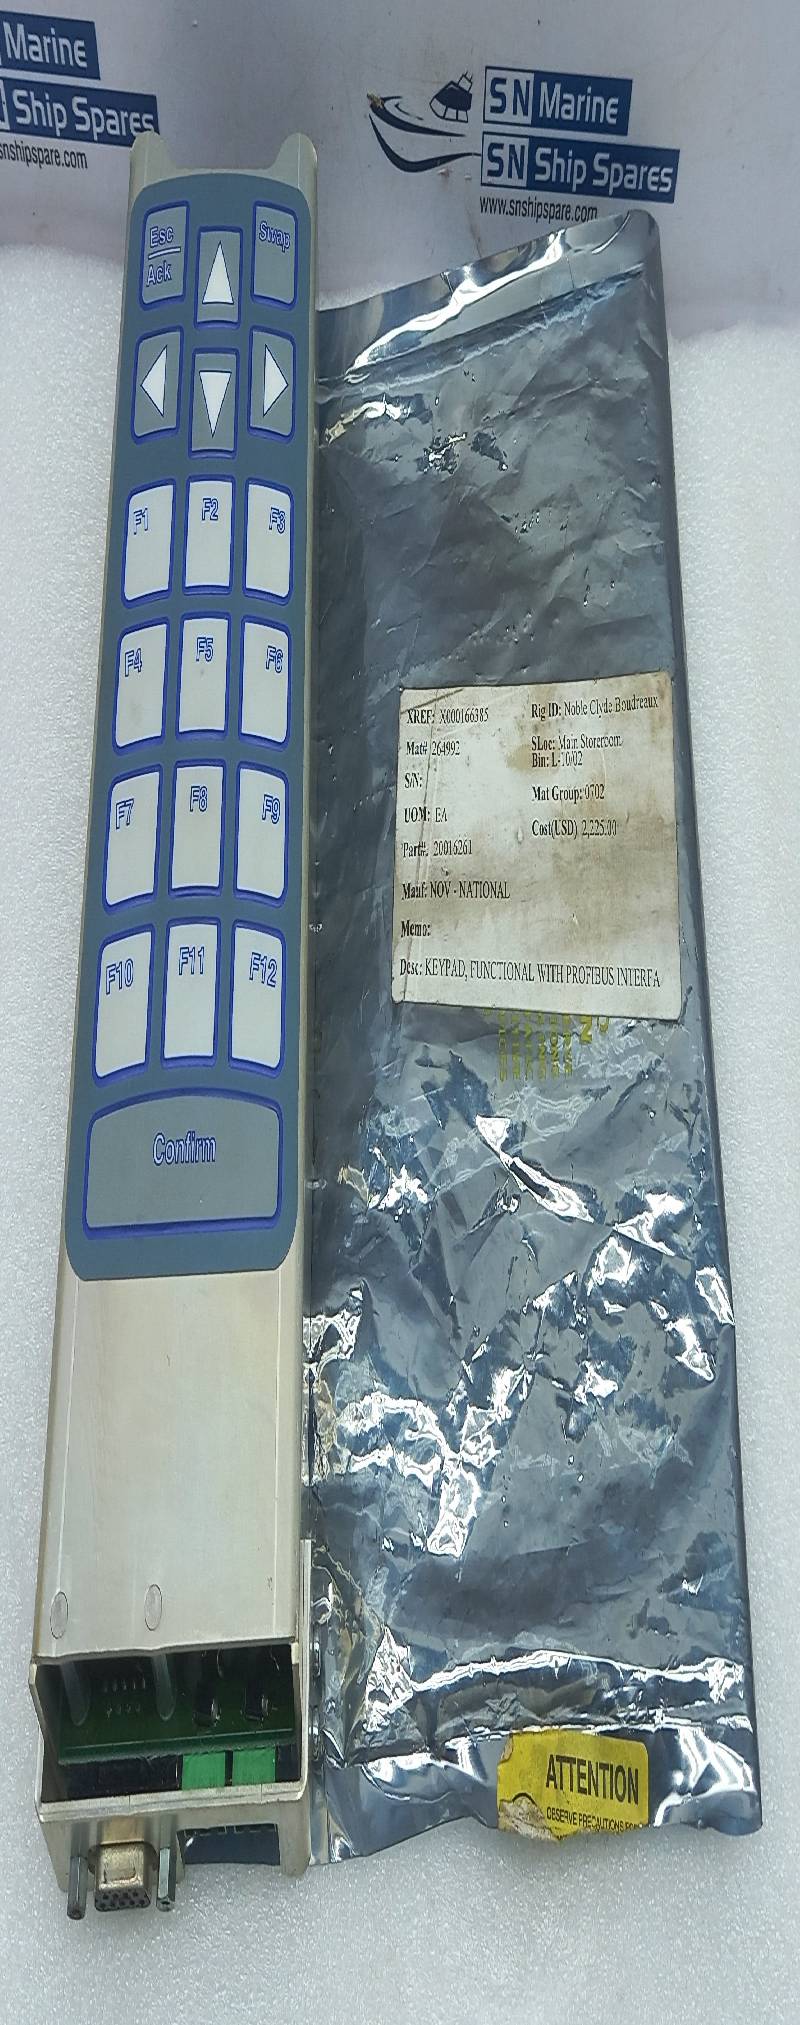 Marine
Ship Spares
snshipspare.com
SN Marine
SN Ship Spares
www.snshipspare.com
Esc
Ack
Swap
F1 F2 F3
F4 F5 F6
F7 F8 F9
F10 F11 F12
Confirm
XREF: X000166385
Rig ID: Noble Clyde Boudreaux
Mat# 264992
SLoc: Main Storeroom
Bin: L-10/02
S/N:
Mat Group: 0702
UOM: EA
Cost(USD) 2,225.00
Part#: 20016261
Manf: NOV - NATIONAL
Memo:
Desc: KEYPAD, FUNCTIONAL WITH PROFIBUS INTERFA
ATTENTION
OBSERVE PRECAUTIONS FOR